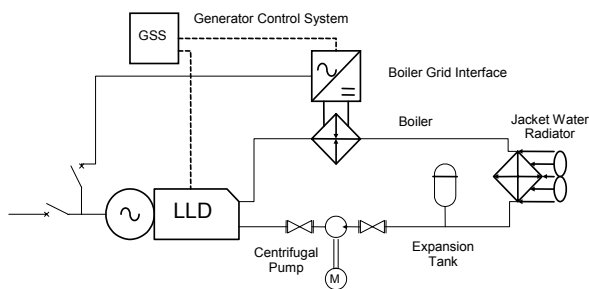 Generator Control System
GSS
Boiler Grid Interface
Boiler
Jacket Water
Radiator
LLD
Centrifugal
Pump
Expansion
Tank
M